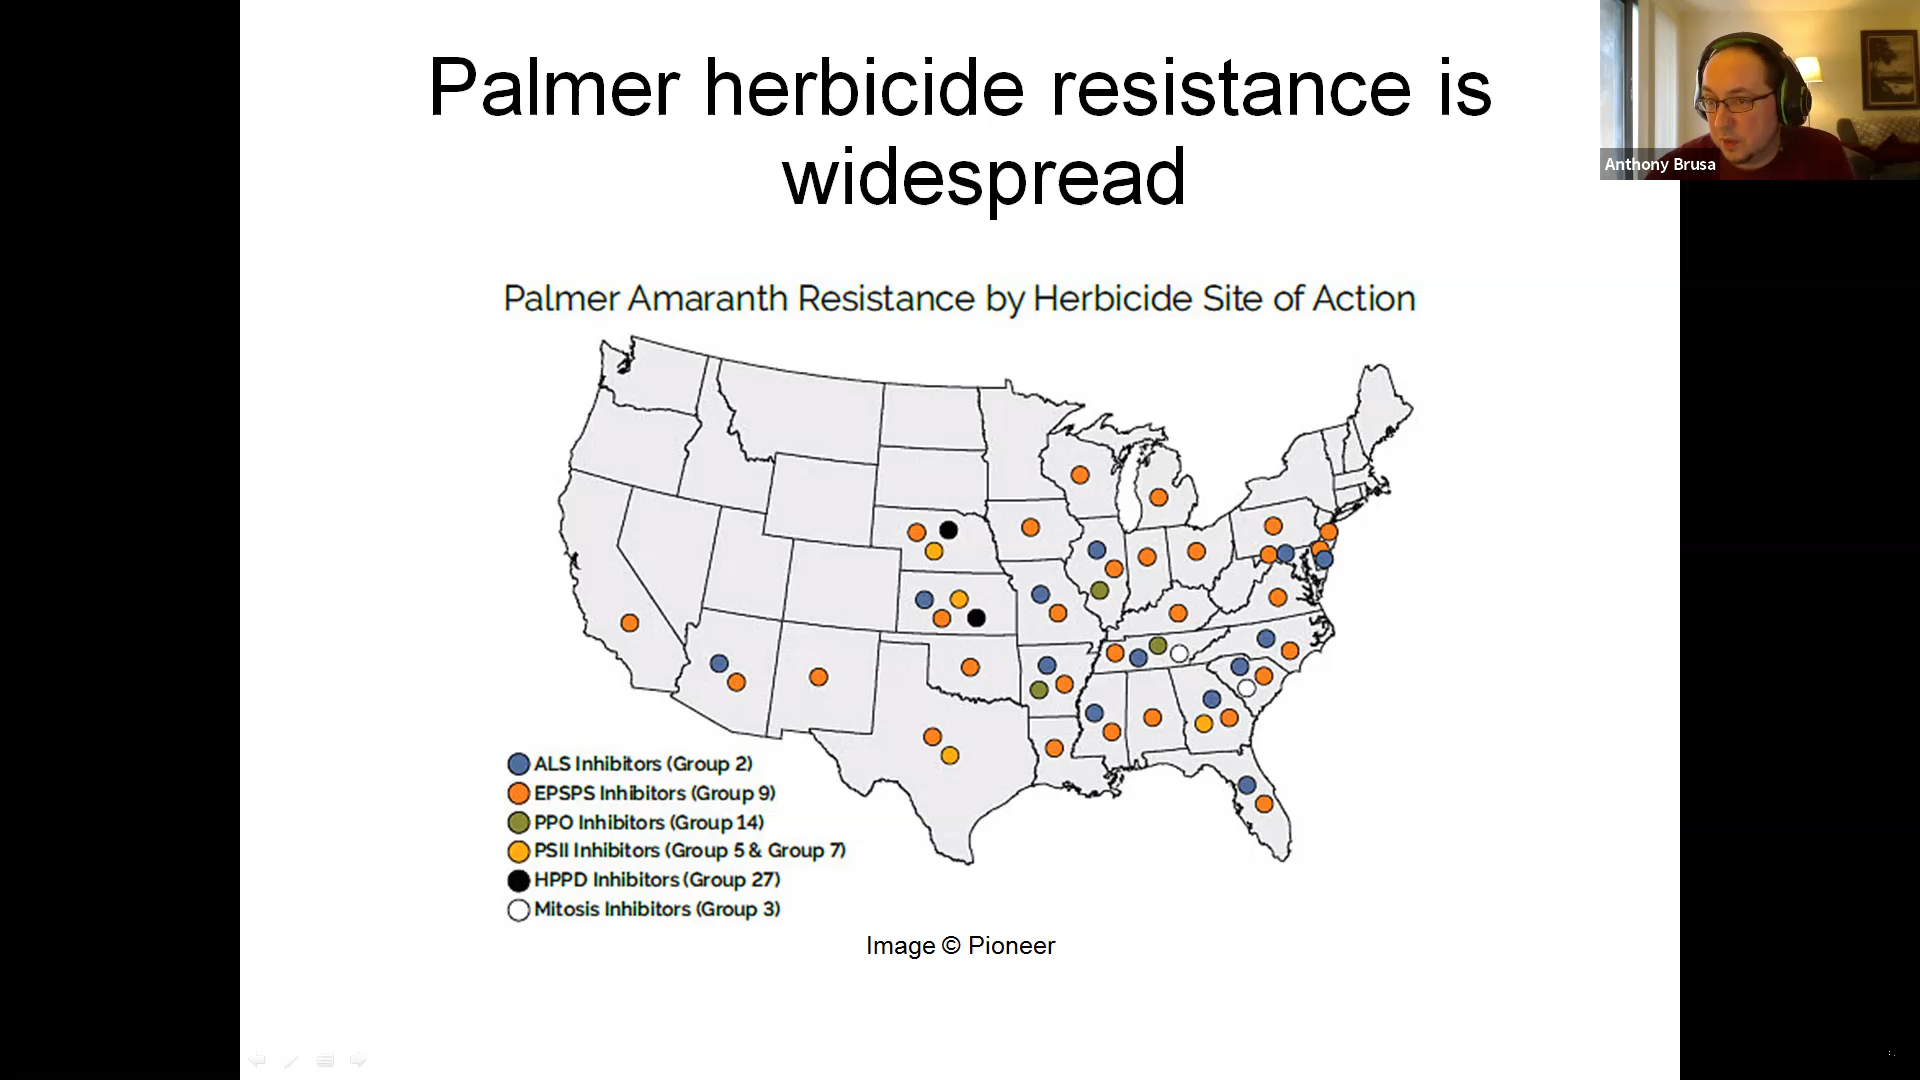 Palmer herbicide resistance is
widespread
Anthony Brusa
Palmer Amaranth Resistance by Herbicide Site of Action
ALS Inhibitors (Group 2)
EPSPS Inhibitors (Group 9)
PPO Inhibitors (Group 14)
PSII Inhibitors (Group 5 & Group 7)
HPPD Inhibitors (Group 27)
Mitosis Inhibitors (Group 3)
Image © Pioneer